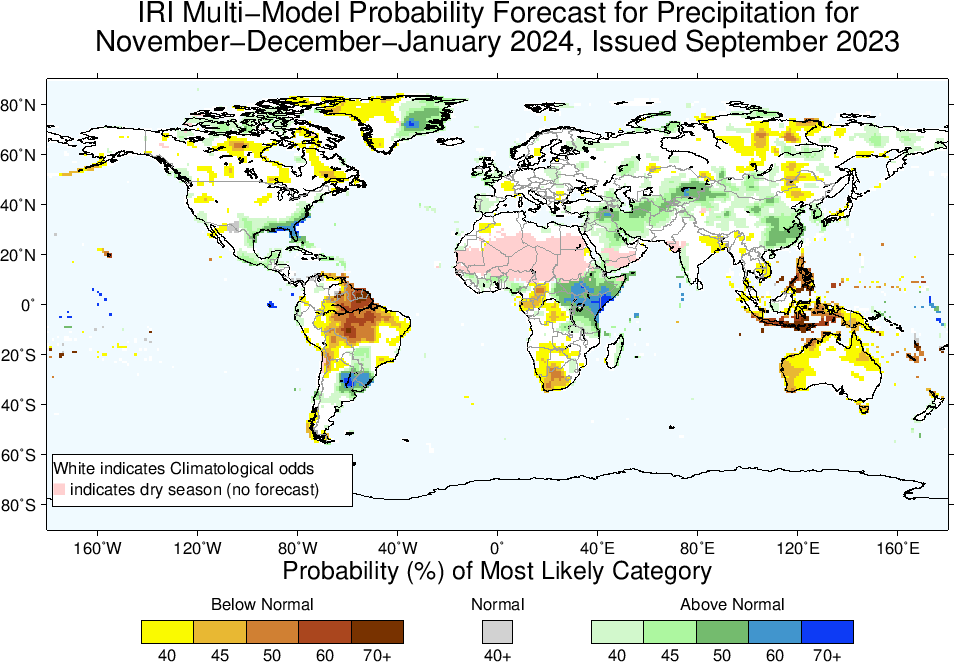 IRI Multi−Model Probability Forecast for Precipitation for
November−December−January 2024, Issued September 2023
80˚N
60˚N
40˚N
20˚N
0˚
20˚S
40˚S
60˚S
80˚S
White indicates Climatological odds
indicates dry season (no forecast)
160˚W 120˚W 80˚W 40˚W 0˚ 40˚E 80˚E 120˚E 160˚E
Probability (%) of Most Likely Category
Below Normal Normal Above Normal
40 45 50 60 70+ 40+ 40 45 50 60 70+